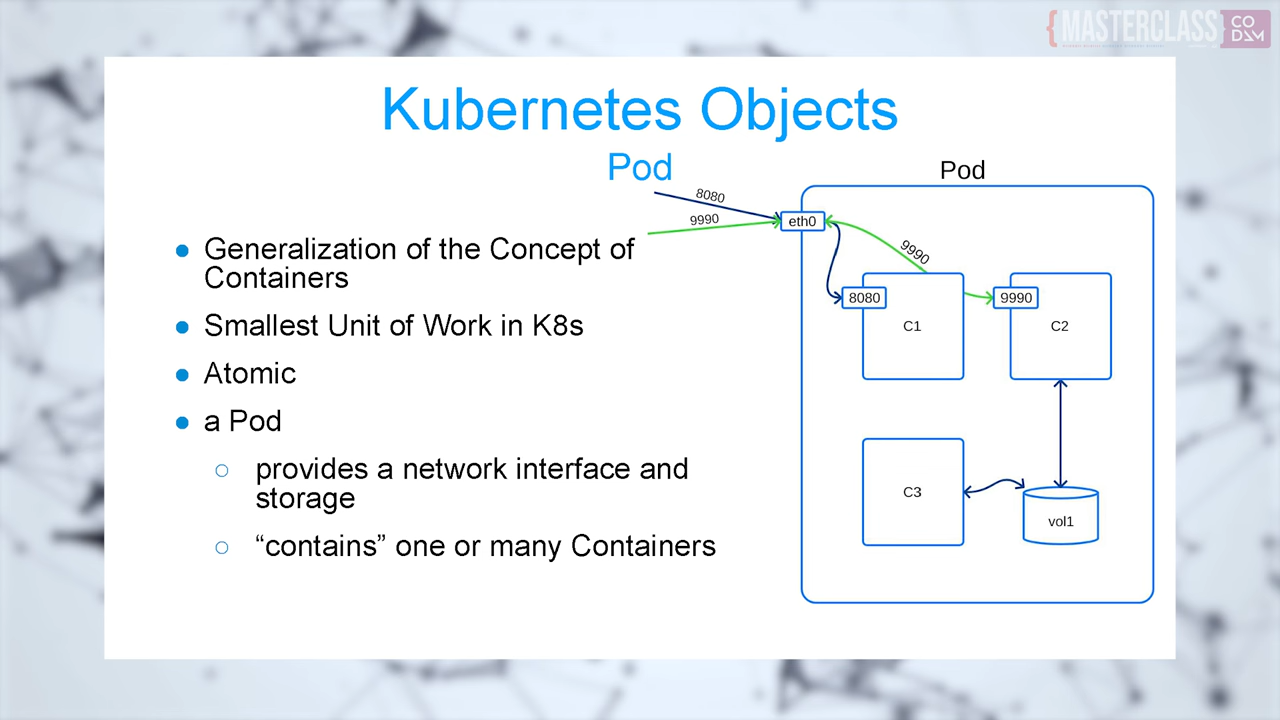 {MASTERCLASS
CO
DAM
Kubernetes Objects
Pod
Pod
8080
9990
eth0
9990
Generalization of the Concept of
Containers
8080
C1
9990
C2
Smallest Unit of Work in K8s
Atomic
a Pod
provides a network interface and
storage
C3
vol1
“contains” one or many Containers